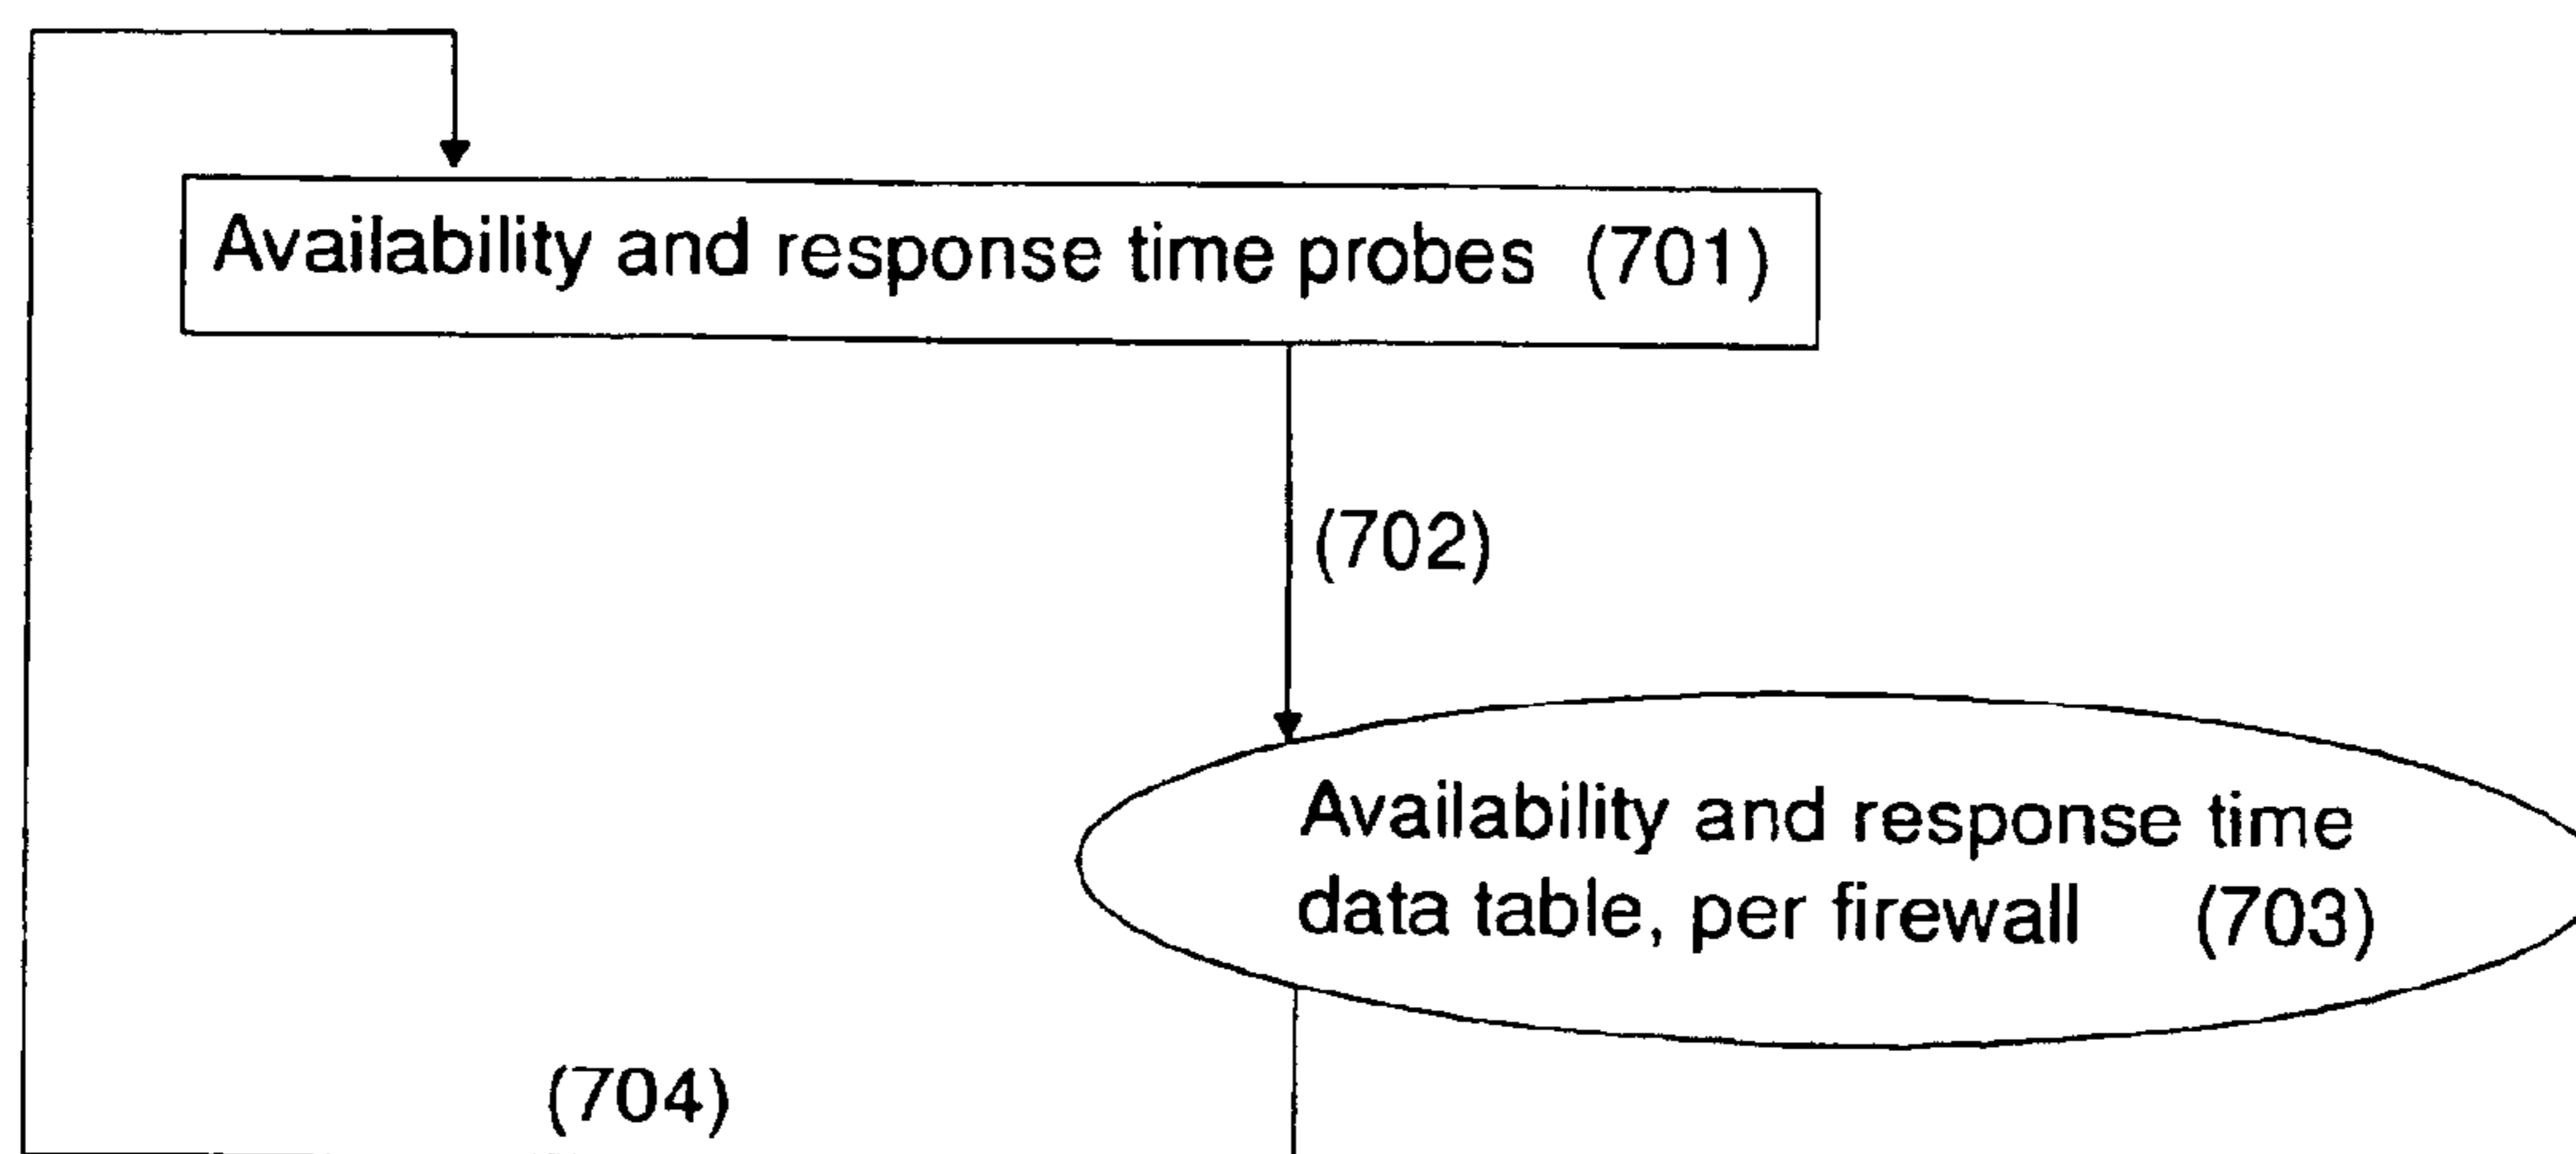 Availability and response time probes (701)
(702)
Availability and response time
data table, per firewall (703)
(704)